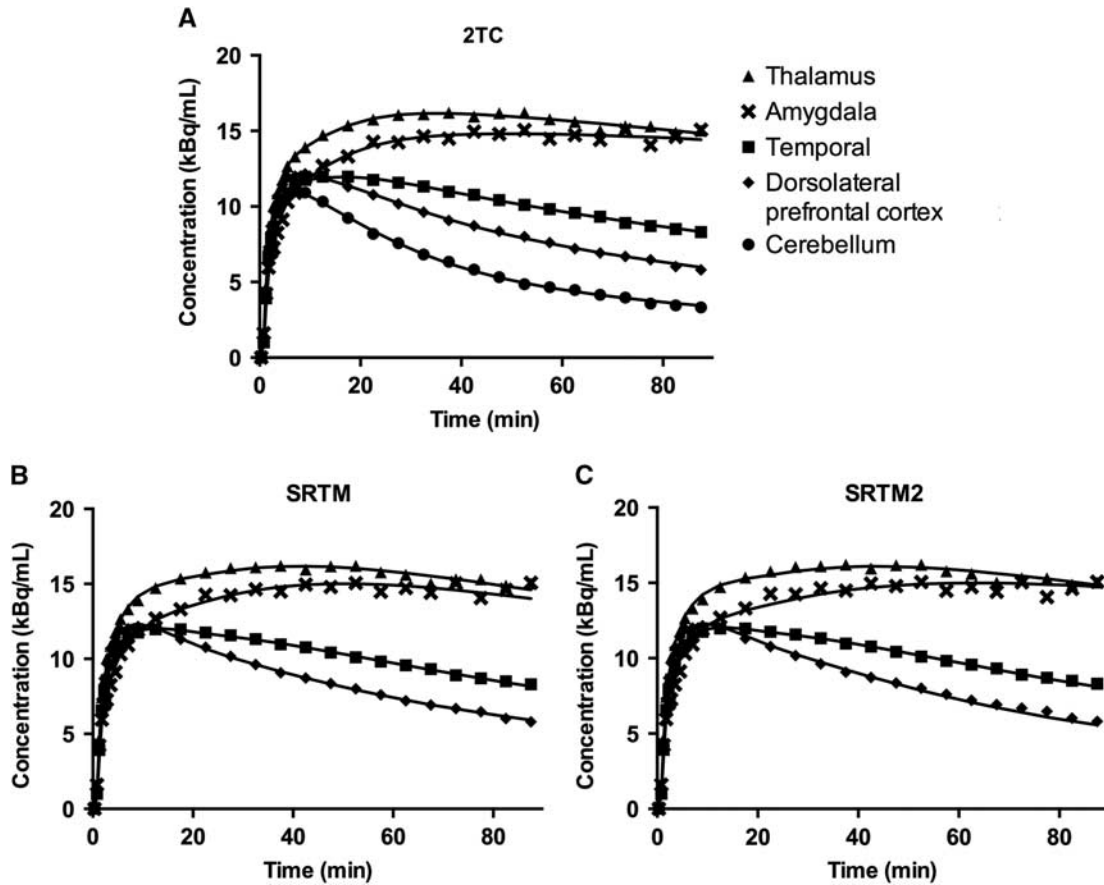 A
2TC
20
15
10
5
0
Concentration (kBq/mL)
0 20 40 60 80
Time (min)
Thalamus
Amygdala
Temporal
Dorsolateral
prefrontal cortex
Cerebellum
B
SRTM
20
15
10
5
0
Concentration (kBq/mL)
0 20 40 60 80
Time (min)
C
SRTM2
20
15
10
5
0
Concentration (kBq/mL)
0 20 40 60 80
Time (min)